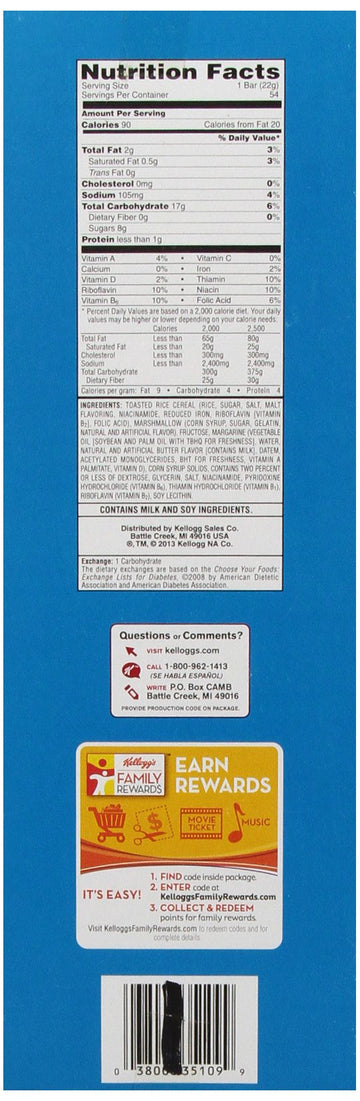 Nutrition Facts
Serving Size 1 Bar (22g)
Servings Per Container 54
Amount Per Serving
Calories 90 Calories from Fat 20
% Daily Value*
Total Fat 2g 3%
Saturated Fat 0.5g 3%
Trans Fat 0g
Cholesterol 0mg 0%
Sodium 105mg 4%
Total Carbohydrate 17g 6%
Dietary Fiber 0g 0%
Sugars 8g
Protein less than 1g
Vitamin A 4% • Vitamin C 0%
Calcium 0% • Iron 2%
Vitamin D 2% • Thiamin 10%
Riboflavin 10% • Niacin 10%
Vitamin B6 10% • Folic Acid 6%
* Percent Daily Values are based on a 2,000 calorie diet. Your daily
values may be higher or lower depending on your calorie needs:
Calories 2,000 2,500
Total Fat Less than 65g 80g
Saturated Fat Less than 20g 25g
Cholesterol Less than 300mg 300mg
Sodium Less than 2,400mg 2,400mg
Total Carbohydrate 300g 375g
Dietary Fiber 25g 30g
Calories per gram: Fat 9 • Carbohydrate 4 • Protein 4
INGREDIENTS: TOASTED RICE CEREAL (RICE, SUGAR, SALT, MALT
FLAVORING, NIACINAMIDE, REDUCED IRON, RIBOFLAVIN [VITAMIN
B2], FOLIC ACID), MARSHMALLOW (CORN SYRUP, SUGAR, GELATIN,
NATURAL AND ARTIFICIAL FLAVOR), FRUCTOSE, MARGARINE (VEGETABLE
OIL [SOYBEAN AND PALM OIL WITH TBHQ FOR FRESHNESS], WATER,
NATURAL AND ARTIFICIAL BUTTER FLAVOR [CONTAINS MILK], DATEM,
ACETYLATED MONOGLYCERIDES, BHT FOR FRESHNESS, VITAMIN A
PALMITATE, VITAMIN D), CORN SYRUP SOLIDS, CONTAINS TWO PERCENT
OR LESS OF DEXTROSE, GLYCERIN, SALT, NIACINAMIDE, PYRIDOXINE
HYDROCHLORIDE (VITAMIN B6), THIAMIN HYDROCHLORIDE (VITAMIN B1),
RIBOFLAVIN (VITAMIN B2), SOY LECITHIN.
CONTAINS MILK AND SOY INGREDIENTS.
Distributed by Kellogg Sales Co.
Battle Creek, MI 49016 USA
®, TM, © 2013 Kellogg NA Co.
Exchange: 1 Carbohydrate
The dietary exchanges are based on the Choose Your Foods:
Exchange Lists for Diabetes, ©2008 by American Dietetic
Association and American Diabetes Association.
Questions or Comments?
VISIT kelloggs.com
CALL 1-800-962-1413
(SE HABLA ESPAÑOL)
WRITE P.O. Box CAMB
Battle Creek, MI 49016
PROVIDE PRODUCTION CODE ON PACKAGE.
Kellogg's
FAMILY
REWARDS
EARN
REWARDS
MOVIE
TICKET
MUSIC
IT'S EASY!
1. FIND code inside package.
2. ENTER code at
KelloggsFamilyRewards.com
3. COLLECT & REDEEM
points for family rewards.
Visit KelloggsFamilyRewards.com to redeem codes and for
complete details.
0 3800 35109 9